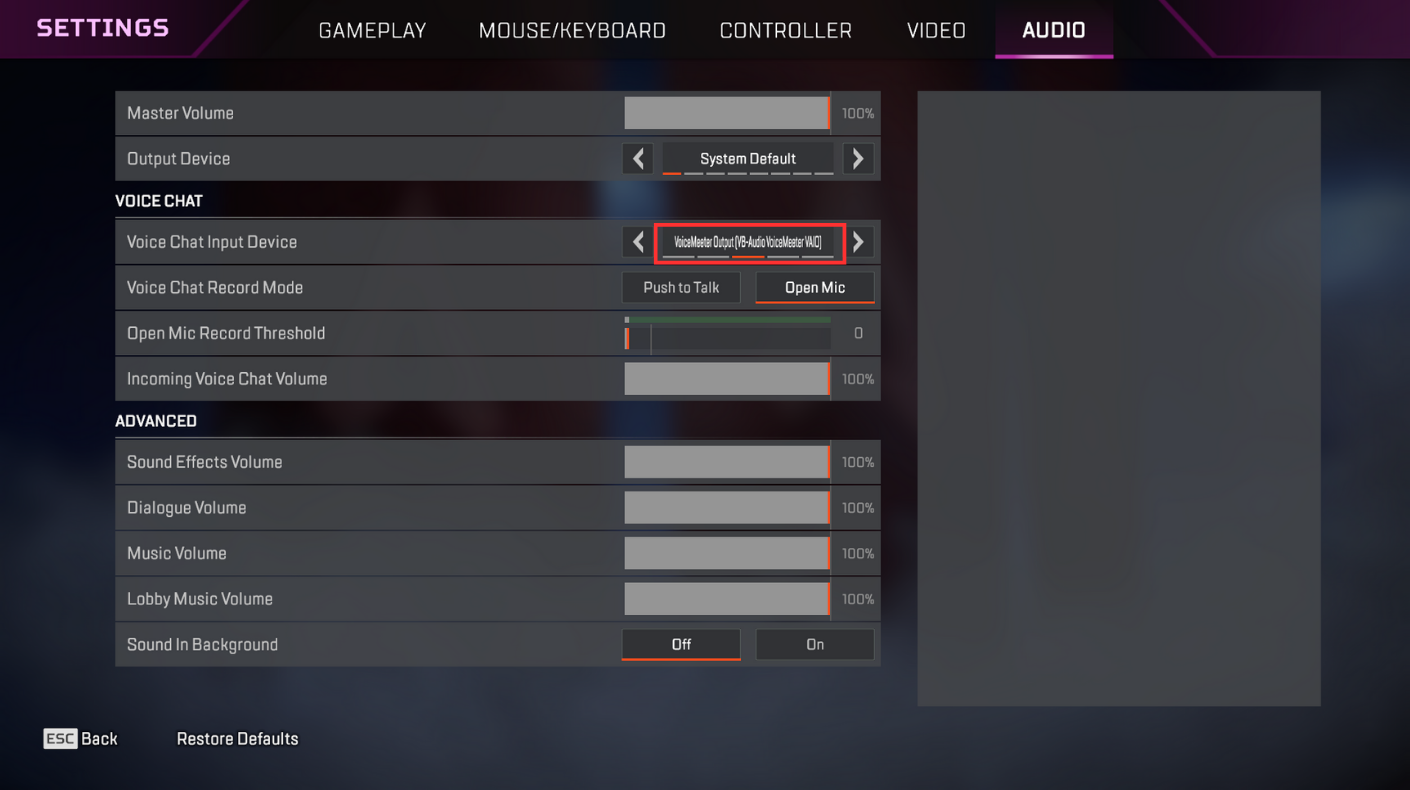 SETTINGS
GAMEPLAY MOUSE/KEYBOARD CONTROLLER VIDEO AUDIO
Master Volume 100%
Output Device System Default
VOICE CHAT
Voice Chat Input Device VoiceMeeter Output (VB-Audio VoiceMeeter VAIO)
Voice Chat Record Mode Push to Talk Open Mic
Open Mic Record Threshold 0
Incoming Voice Chat Volume 100%
ADVANCED
Sound Effects Volume 100%
Dialogue Volume 100%
Music Volume 100%
Lobby Music Volume 100%
Sound In Background Off On
ESC Back Restore Defaults